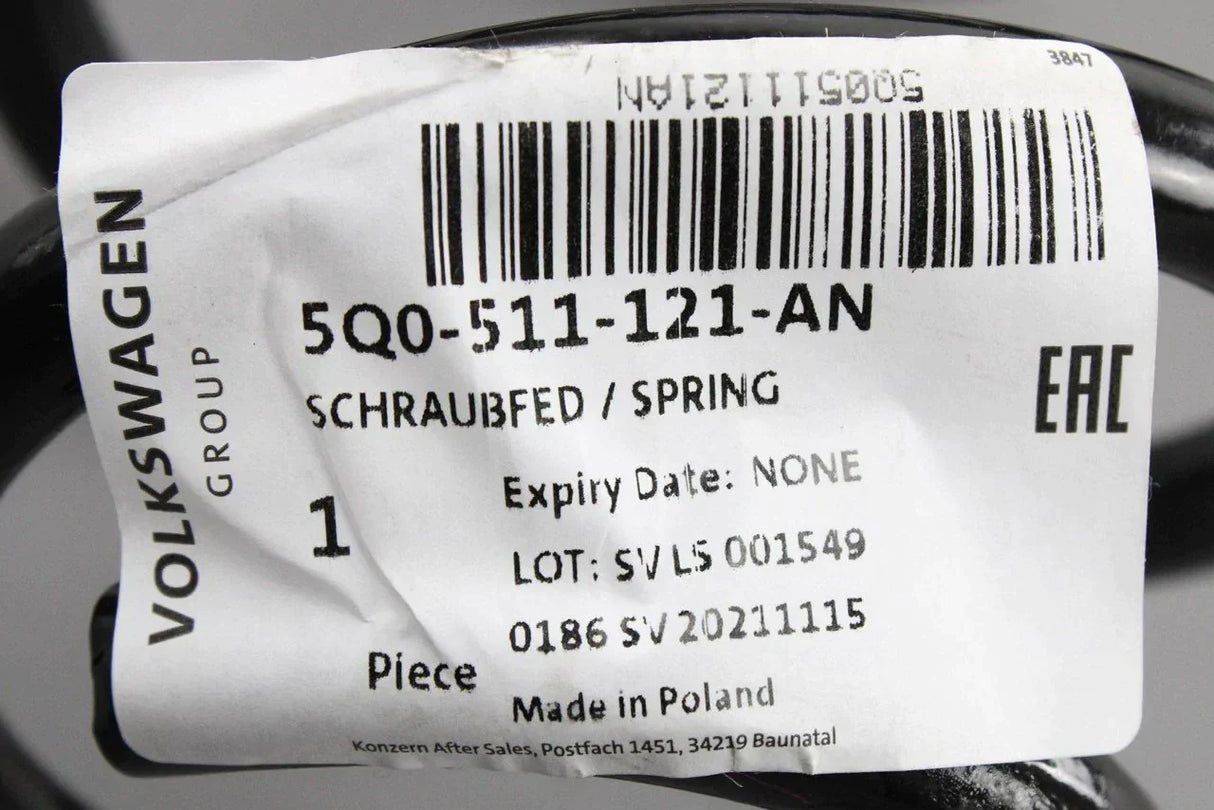 3847
5Q0511121AN
VOLKSWAGEN
GROUP
5Q0-511-121-AN
SCHRAUBFED / SPRING
EAC
Expiry Date: NONE
1
LOT: SV LS 001549
0186 SV 20211115
Piece
Made in Poland
Konzern After Sales, Postfach 1451, 34219 Baunatal